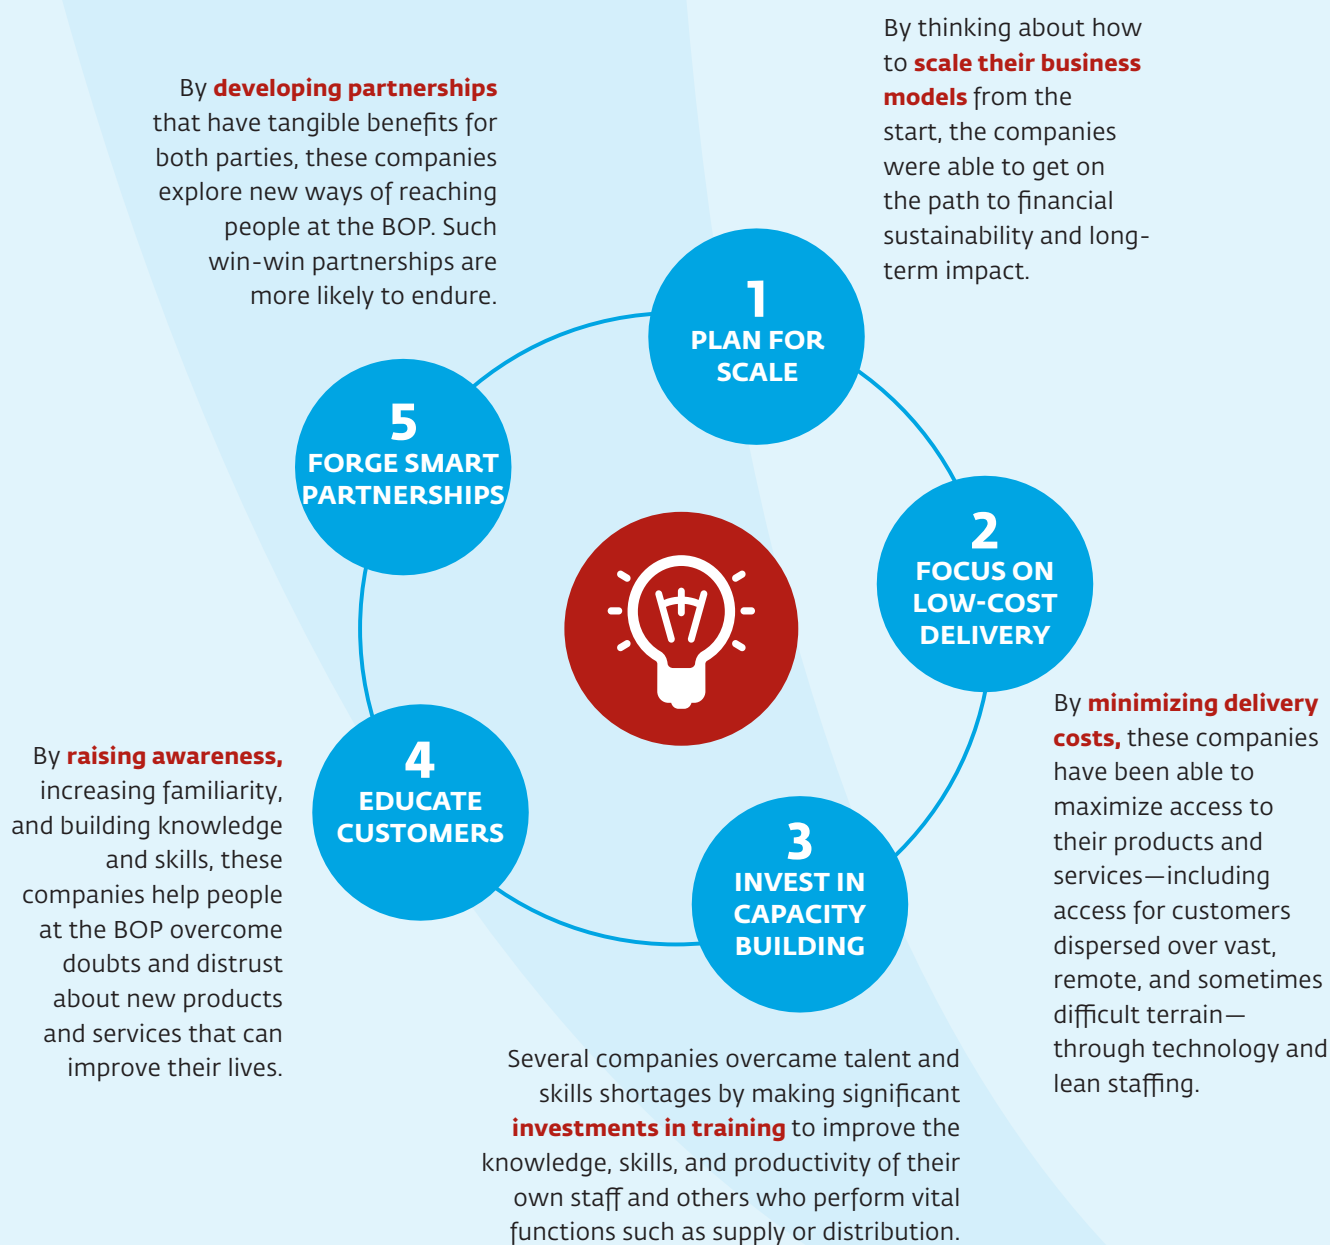 By thinking about how
to scale their business
models from the
start, the companies
were able to get on
the path to financial
sustainability and long-
term impact.
1
PLAN FOR
SCALE
2
FOCUS ON
LOW-COST
DELIVERY
By minimizing delivery
costs, these companies
have been able to
maximize access to
their products and
services—including
access for customers
dispersed over vast,
remote, and sometimes
difficult terrain—
through technology and
lean staffing.
3
INVEST IN
CAPACITY
BUILDING
Several companies overcame talent and
skills shortages by making significant
investments in training to improve the
knowledge, skills, and productivity of their
own staff and others who perform vital
functions such as supply or distribution.
4
EDUCATE
CUSTOMERS
By raising awareness,
increasing familiarity,
and building knowledge
and skills, these
companies help people
at the BOP overcome
doubts and distrust
about new products
and services that can
improve their lives.
5
FORGE SMART
PARTNERSHIPS
By developing partnerships
that have tangible benefits for
both parties, these companies
explore new ways of reaching
people at the BOP. Such
win-win partnerships are
more likely to endure.